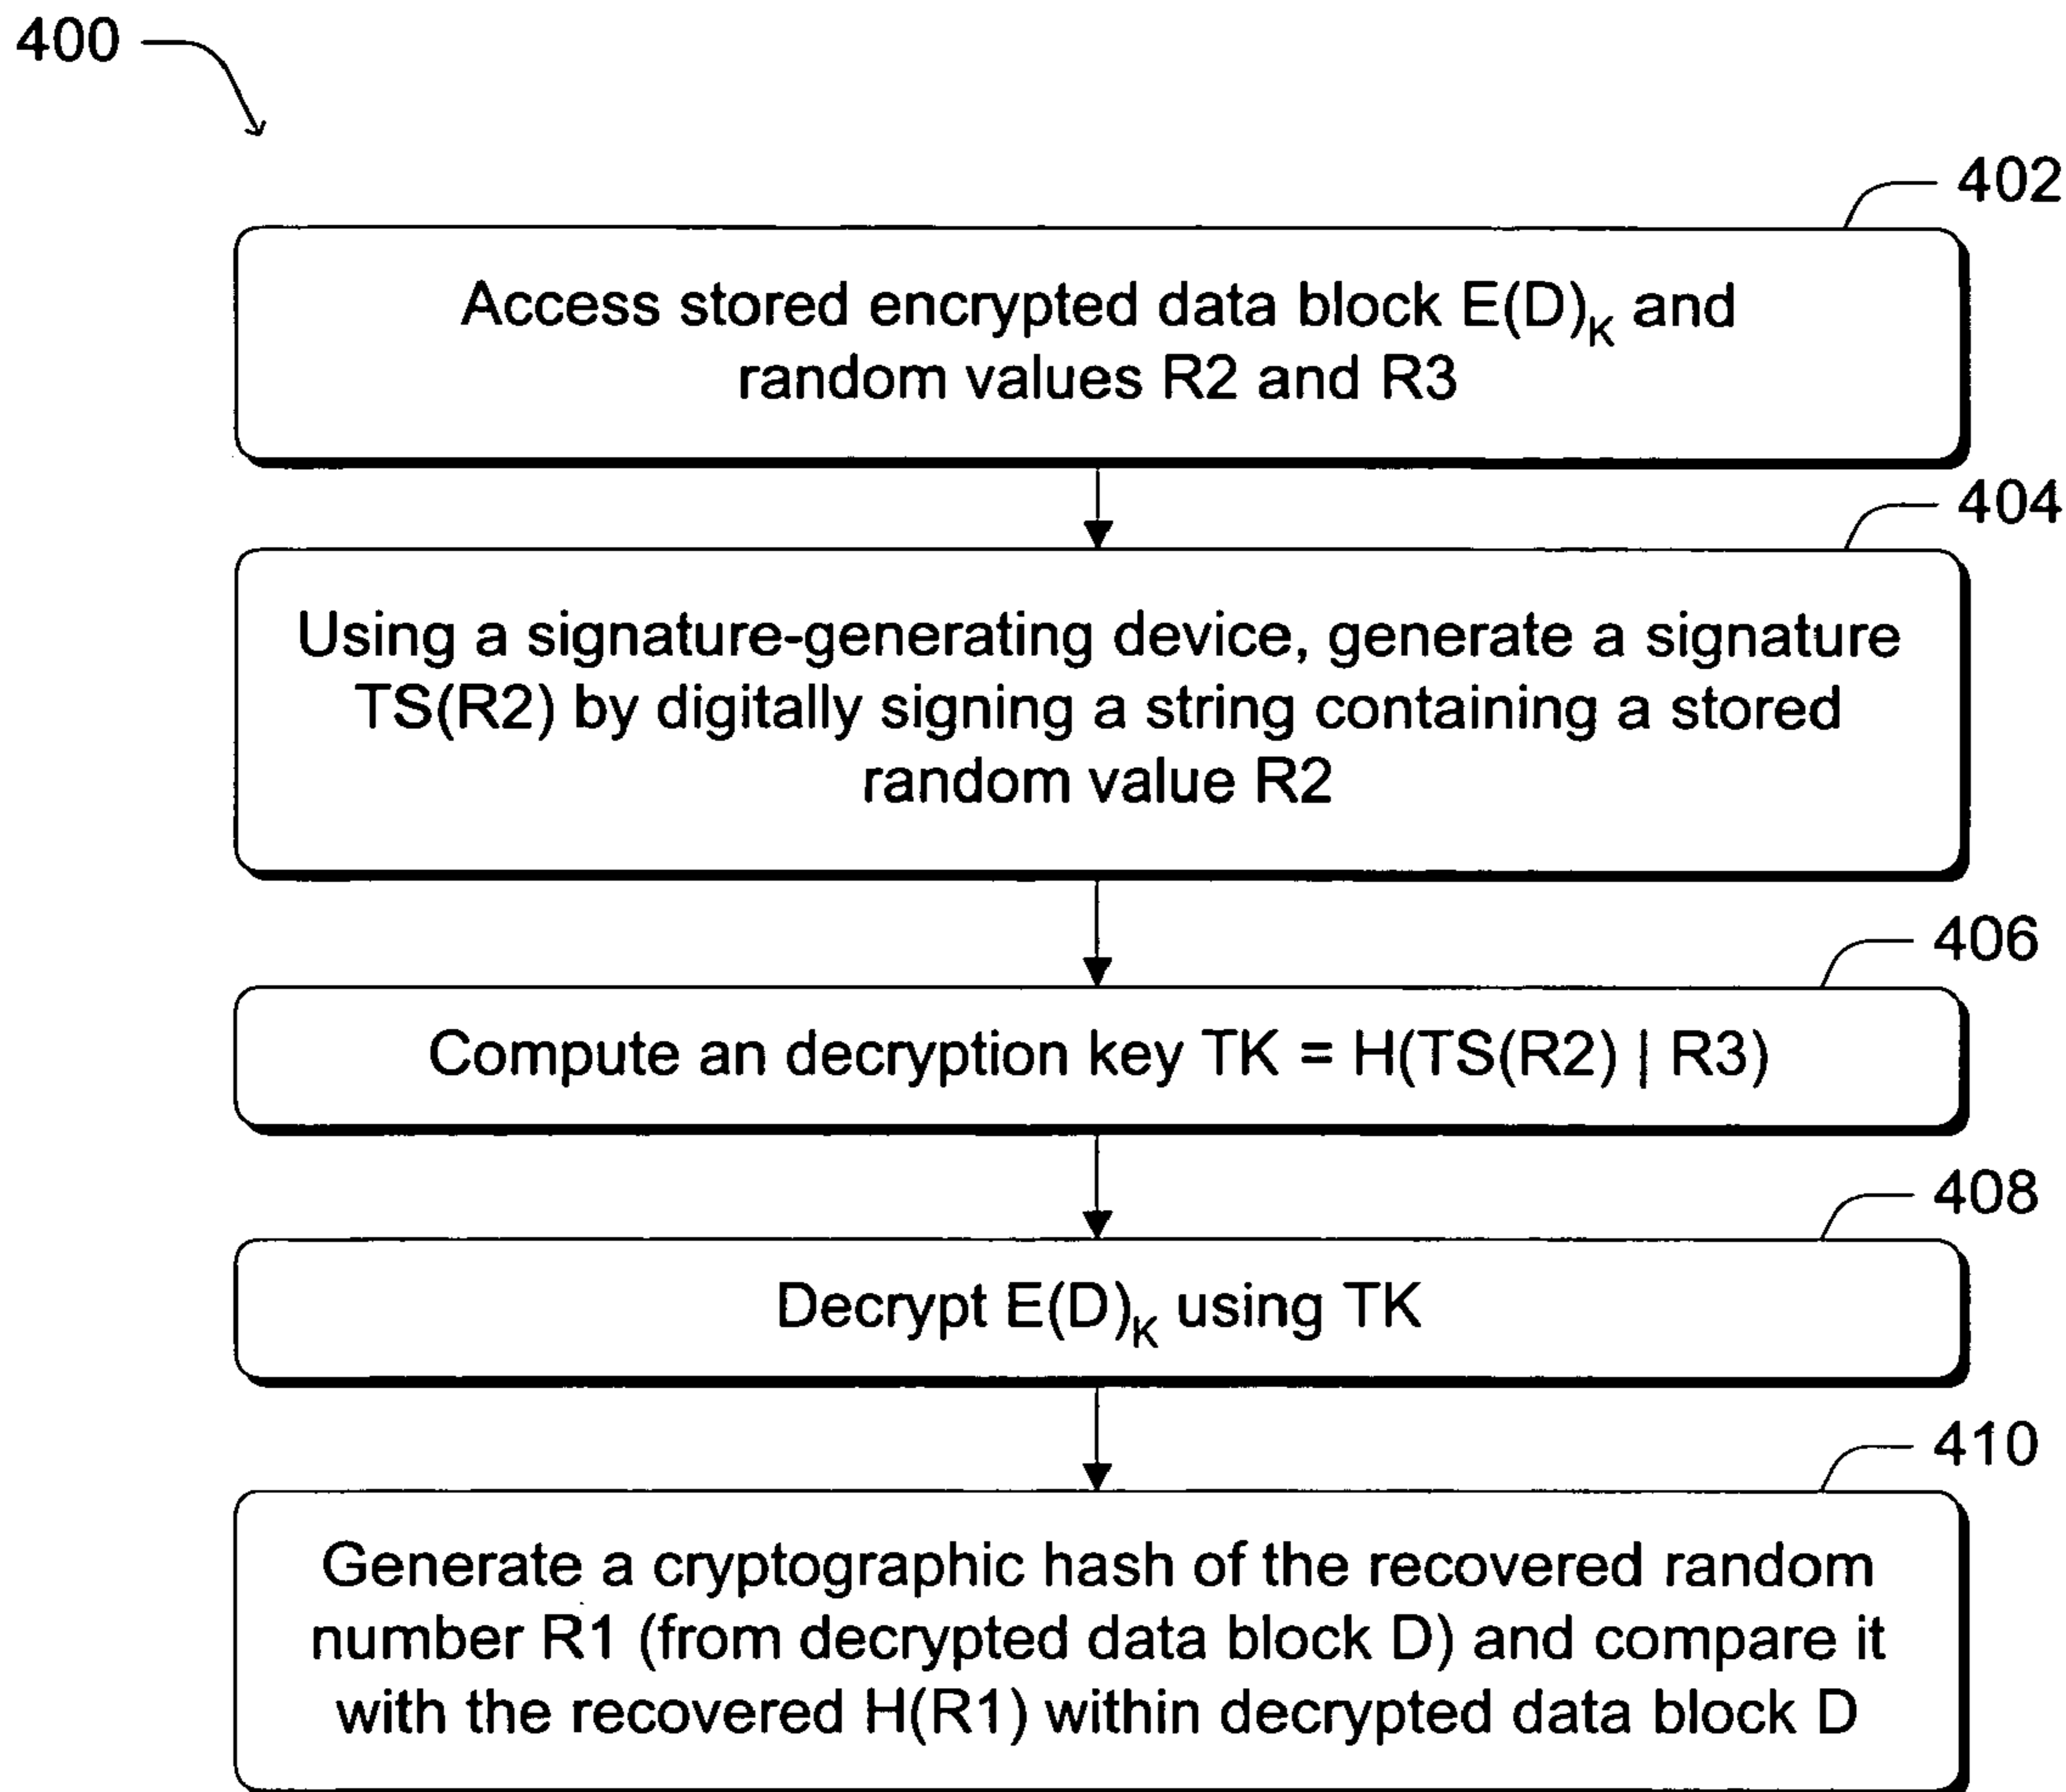 400
402
Access stored encrypted data block E(D)K and
random values R2 and R3
404
Using a signature-generating device, generate a signature
TS(R2) by digitally signing a string containing a stored
random value R2
406
Compute an decryption key TK = H(TS(R2) | R3)
408
Decrypt E(D)K using TK
410
Generate a cryptographic hash of the recovered random
number R1 (from decrypted data block D) and compare it
with the recovered H(R1) within decrypted data block D